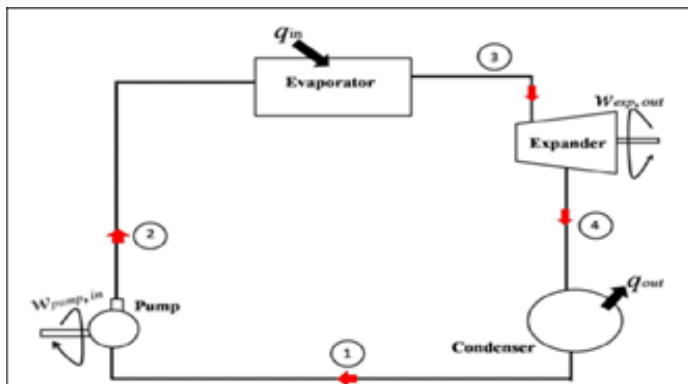 qin
3
Evaporator
Wexp, out
Expander
2
4
Wpump, in
Pump
qout
1
Condenser